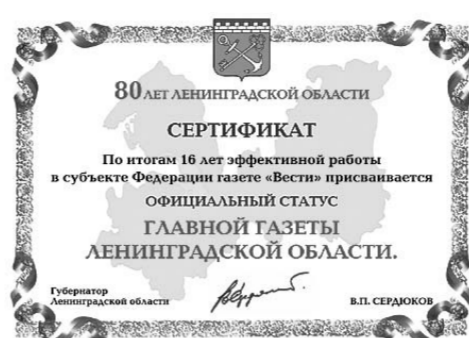 80 ЛЕТ ЛЕНИНГРАДСКОЙ ОБЛАСТИ
СЕРТИФИКАТ
По итогам 16 лет эффективной работы
в субъекте Федерации газете «Вести» присваивается
ОФИЦИАЛЬНЫЙ СТАТУС
ГЛАВНОЙ ГАЗЕТЫ
ЛЕНИНГРАДСКОЙ ОБЛАСТИ.
Губернатор
Ленинградской области
В.П. СЕРДЮКОВ